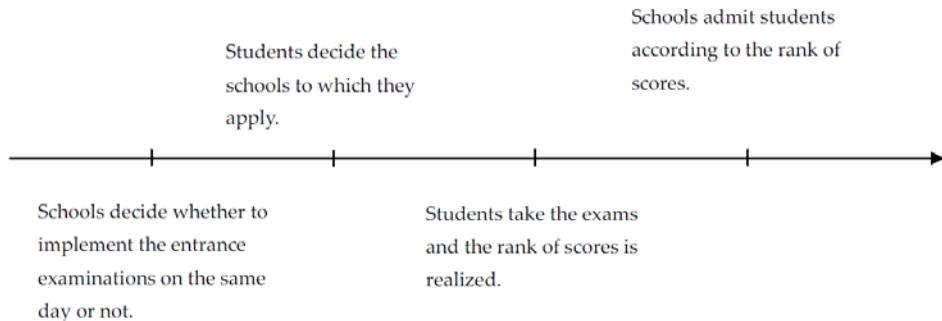 Schools admit students
according to the rank of
scores.
Students decide the
schools to which they
apply.
Schools decide whether to
implement the entrance
examinations on the same
day or not.
Students take the exams
and the rank of scores is
realized.